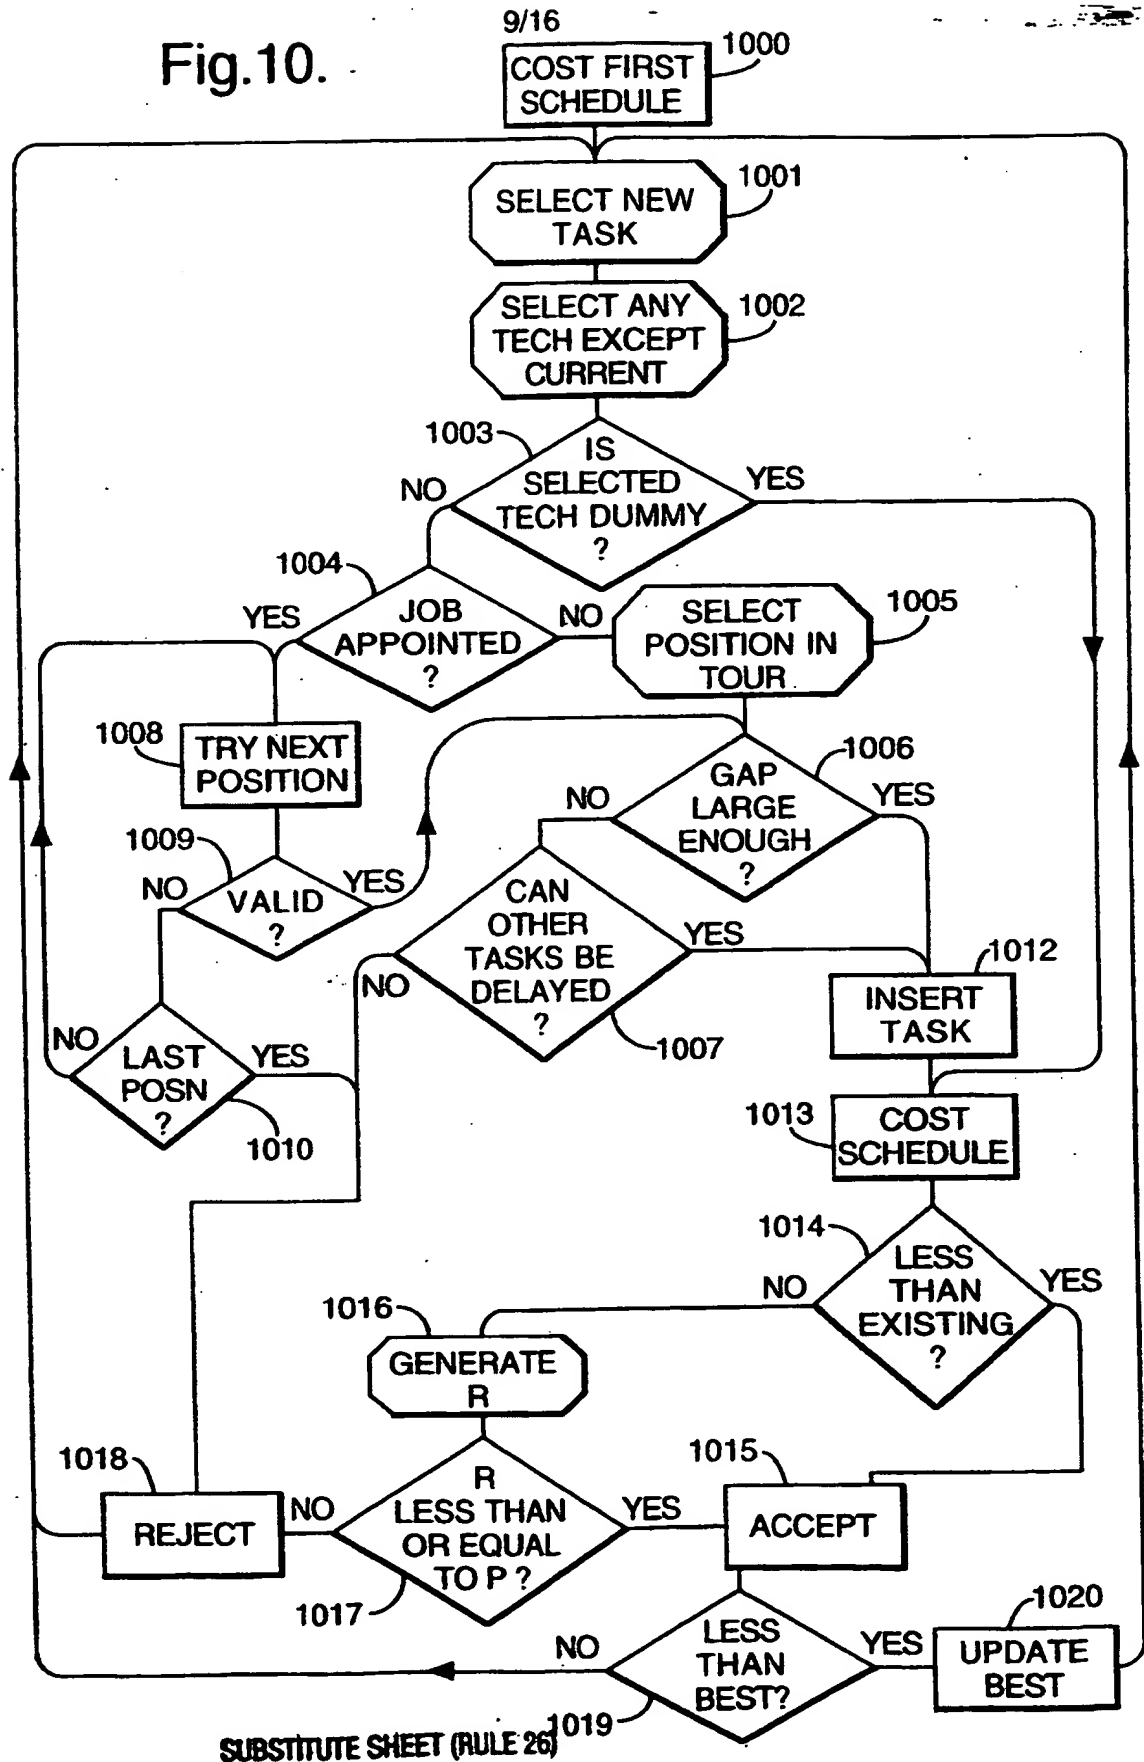 9/16
Fig.10.
COST FIRST
SCHEDULE
1000
SELECT NEW
TASK
1001
SELECT ANY
TECH EXCEPT
CURRENT
1002
1003
IS
SELECTED
TECH DUMMY
?
NO
YES
1004
JOB
APPOINTED
?
YES
NO
SELECT
POSITION IN
TOUR
1005
1008
TRY NEXT
POSITION
1006
GAP
LARGE
ENOUGH
?
NO
YES
1009
VALID
?
NO
YES
CAN
OTHER
TASKS BE
DELAYED
?
YES
NO
1007
1012
INSERT
TASK
NO
LAST
POSN
?
YES
1010
1013
COST
SCHEDULE
1014
LESS
THAN
EXISTING
?
NO
YES
1016
GENERATE
R
1018
REJECT
NO
R
LESS THAN
OR EQUAL
TO P ?
YES
1017
1015
ACCEPT
NO
LESS
THAN
BEST?
YES
1019
1020
UPDATE
BEST
SUBSTITUTE SHEET (RULE 26)